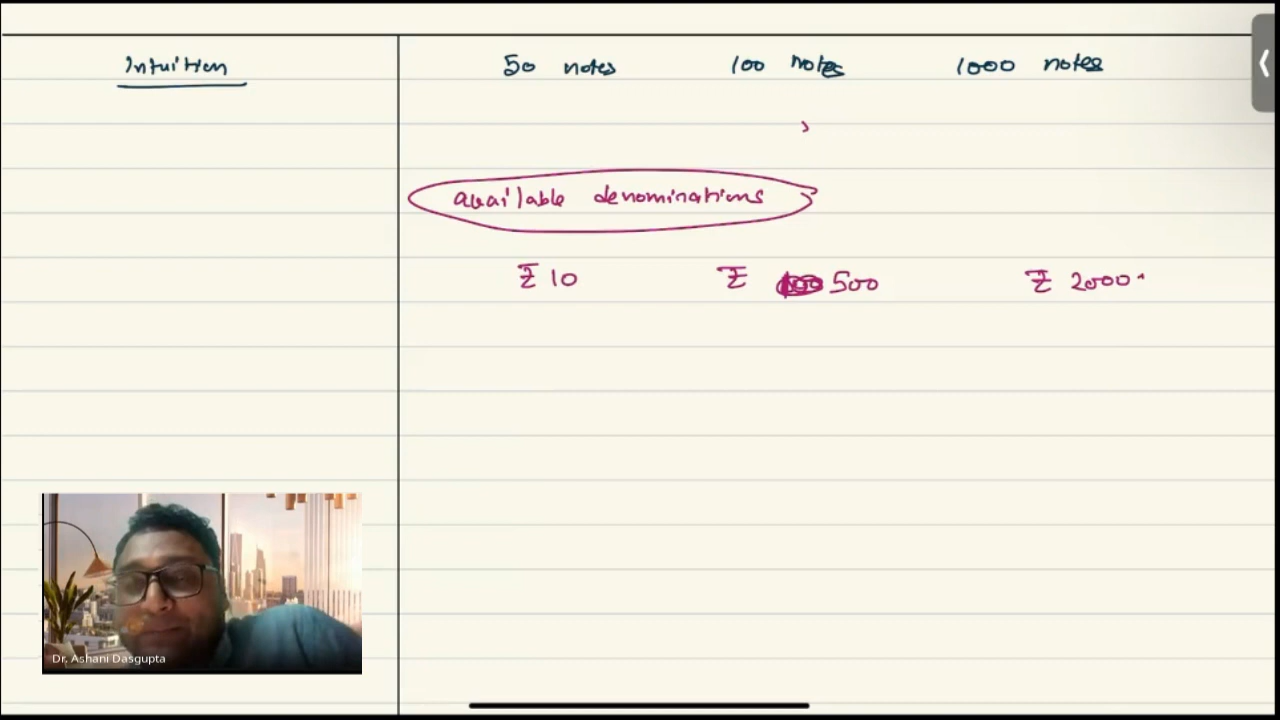 Intuition
50 notes 100 notes 1000 notes
available denominations
₹ 10 ₹ 500 ₹ 2000
Dr. Ashani Dasgupta